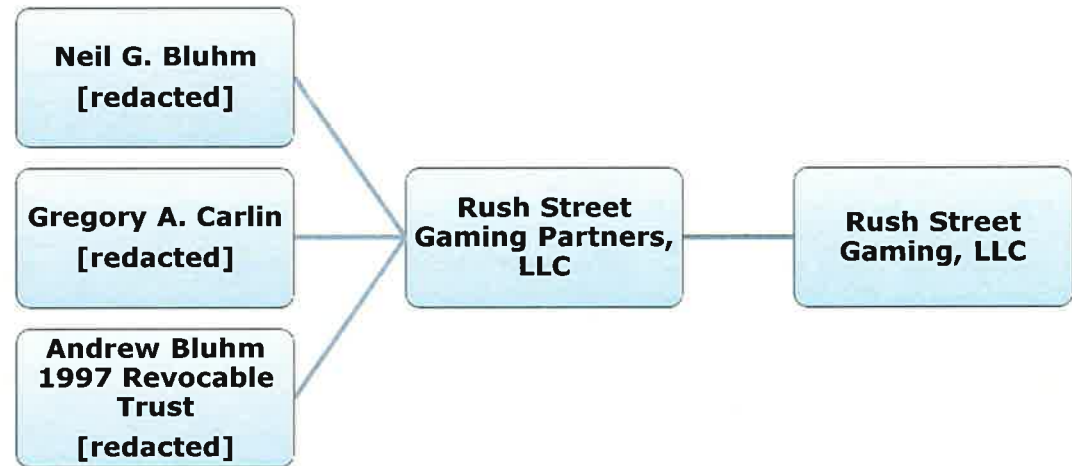 Neil G. Bluhm
[redacted]
Gregory A. Carlin
[redacted]
Andrew Bluhm
1997 Revocable
Trust
[redacted]
Rush Street
Gaming Partners,
LLC
Rush Street
Gaming, LLC